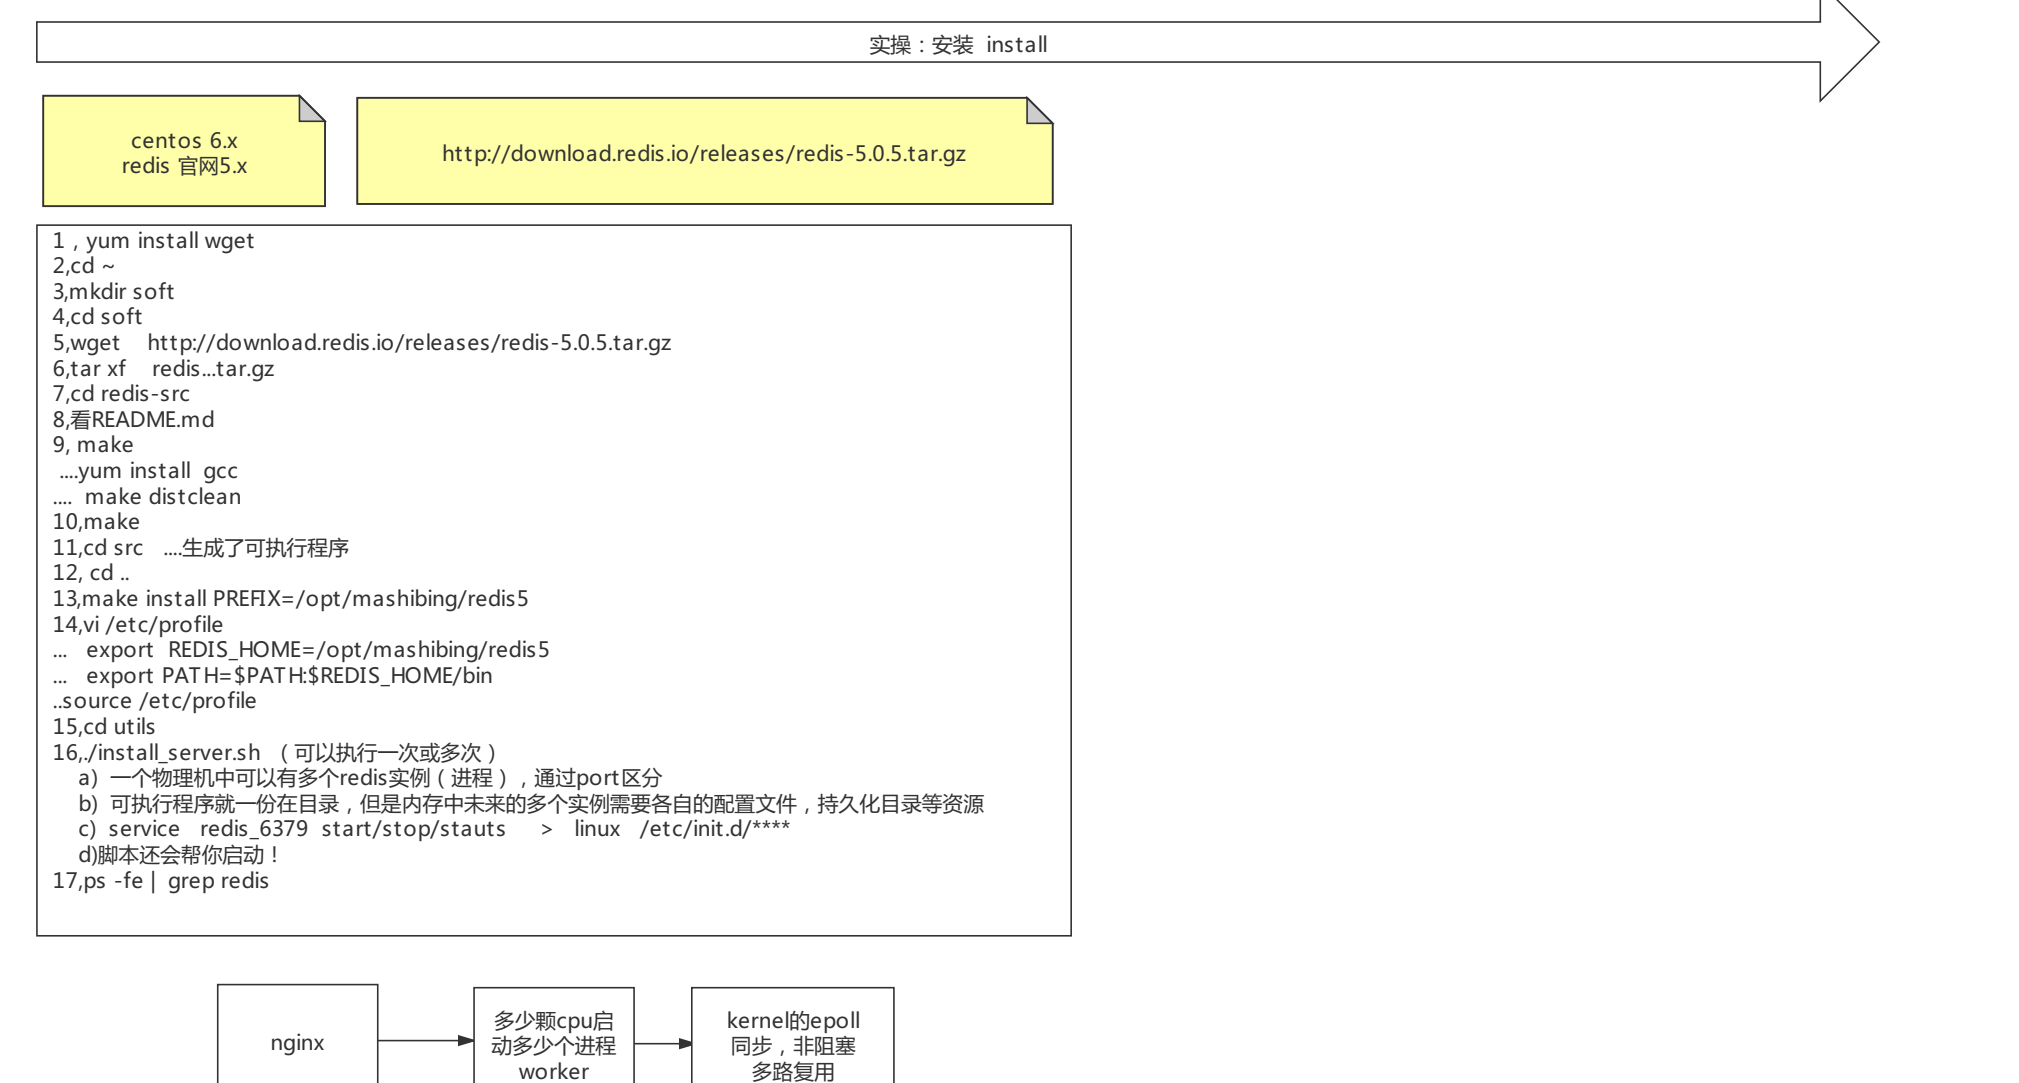 实操：安装 install
centos 6.x
redis 官网5.x
http://download.redis.io/releases/redis-5.0.5.tar.gz
1，yum install wget
2,cd ~
3,mkdir soft
4,cd soft
5,wget http://download.redis.io/releases/redis-5.0.5.tar.gz
6,tar xf redis...tar.gz
7,cd redis-src
8,看README.md
9, make
....yum install gcc
.... make distclean
10,make
11,cd src ....生成了可执行程序
12, cd ..
13,make install PREFIX=/opt/mashibing/redis5
14,vi /etc/profile
... export REDIS_HOME=/opt/mashibing/redis5
... export PATH=$PATH:$REDIS_HOME/bin
..source /etc/profile
15,cd utils
16,./install_server.sh （可以执行一次或多次）
a) 一个物理机中可以有多个redis实例（进程），通过port区分
b) 可执行程序就一份在目录，但是内存中未来的多个实例需要各自的配置文件，持久化目录等资源
c) service redis_6379 start/stop/stauts > linux /etc/init.d/****
d)脚本还会帮你启动！
17,ps -fe | grep redis
nginx
多少颗cpu启
动多少个进程
worker
kernel的epoll
同步，非阻塞
多路复用